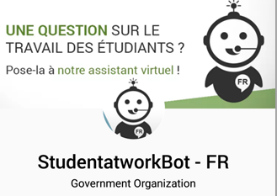 UNE QUESTION SUR LE
TRAVAIL DES ÉTUDIANTS ?
Pose-la à notre assistant virtuel !
FR
FR
StudentatworkBot - FR
Government Organization